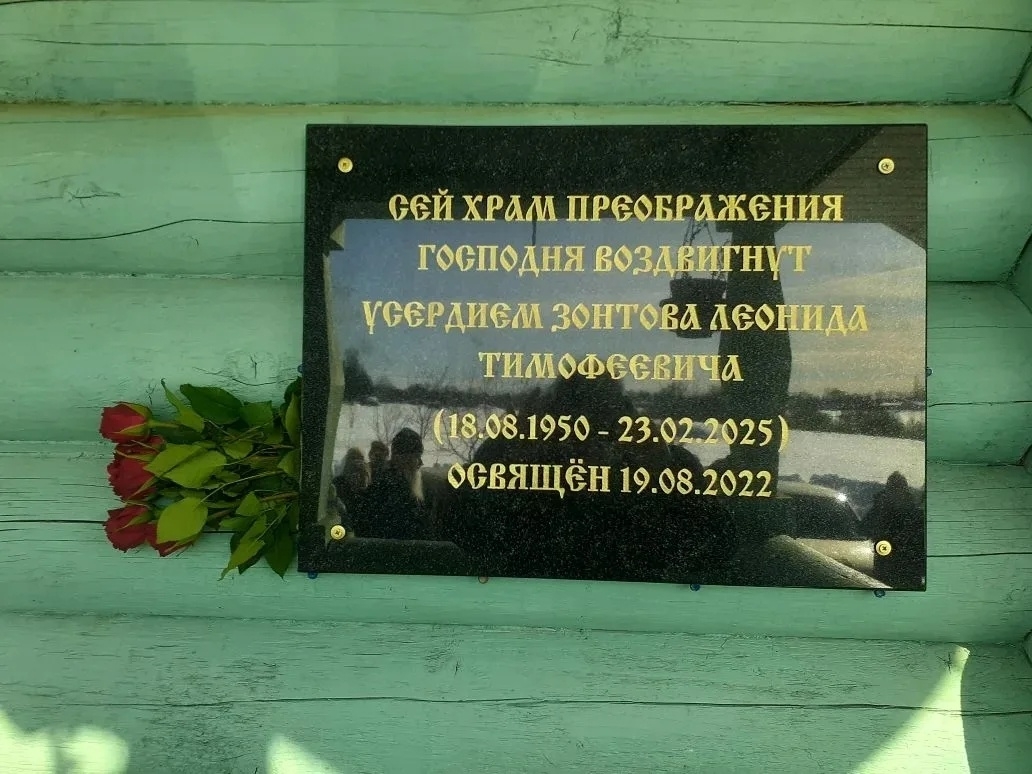 СЕЙ ХРАМ ПРЕОБРАЖЕНИЯ
ГОСПОДНЯ ВОЗДВИГНУТ
УСЕРДИЕМ ЗОНТОВА ЛЕОНИДА
ТИМОФЕЕВИЧА
(18.08.1950 - 23.02.2025)
ОСВЯЩЁН 19.08.2022